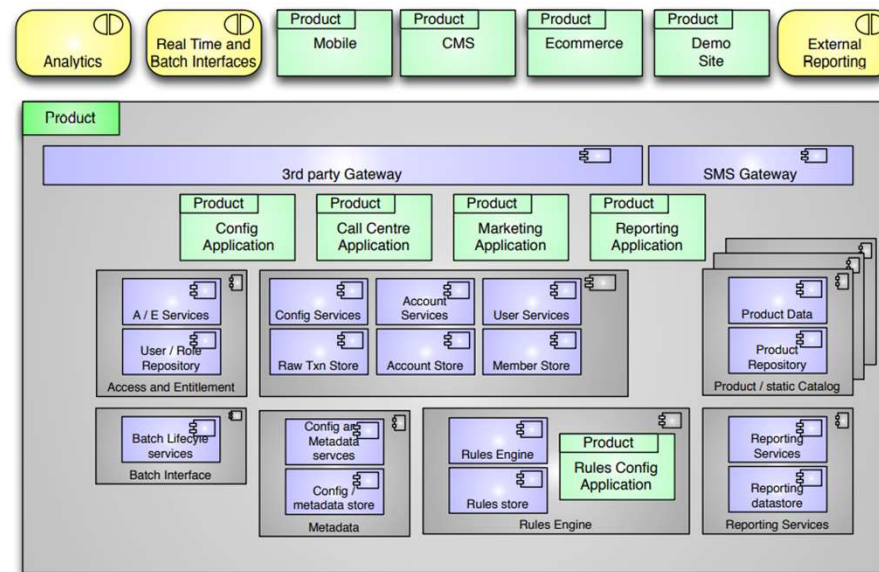 Analytics
Real Time and
Batch Interfaces
Product
Mobile
Product
CMS
Product
Ecommerce
Product
Demo
Site
External
Reporting
Product
3rd party Gateway
SMS Gateway
Product
Config
Application
Product
Call Centre
Application
Product
Marketing
Application
Product
Reporting
Application
A / E Services
User / Role
Repository
Access and Entitlement
Config Services
Account
Services
User Services
Raw Txn Store
Account Store
Member Store
Product Data
Product
Repository
Product / static Catalog
Batch Lifecyle
services
Batch Interface
Config an
Metadata
servces
Config /
metadata store
Metadata
Rules Engine
Rules store
Product
Rules Config
Application
Rules Engine
Reporting
Services
Reporting
datastore
Reporting Services